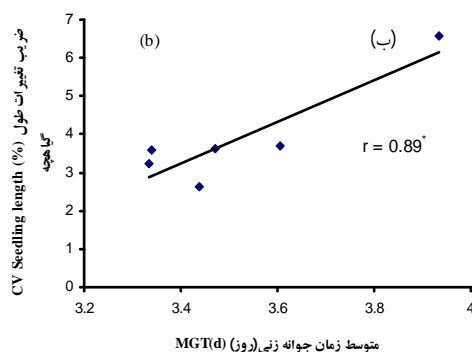 (b)
(ب)
r = 0.89*
ضریب تغییرات طول
گیاهچه
CV Seedling length (%)
7
6
5
4
3
2
1
0
3.2
3.4
3.6
3.8
4
متوسط زمان جوانه زنی(روز) MGT(d)